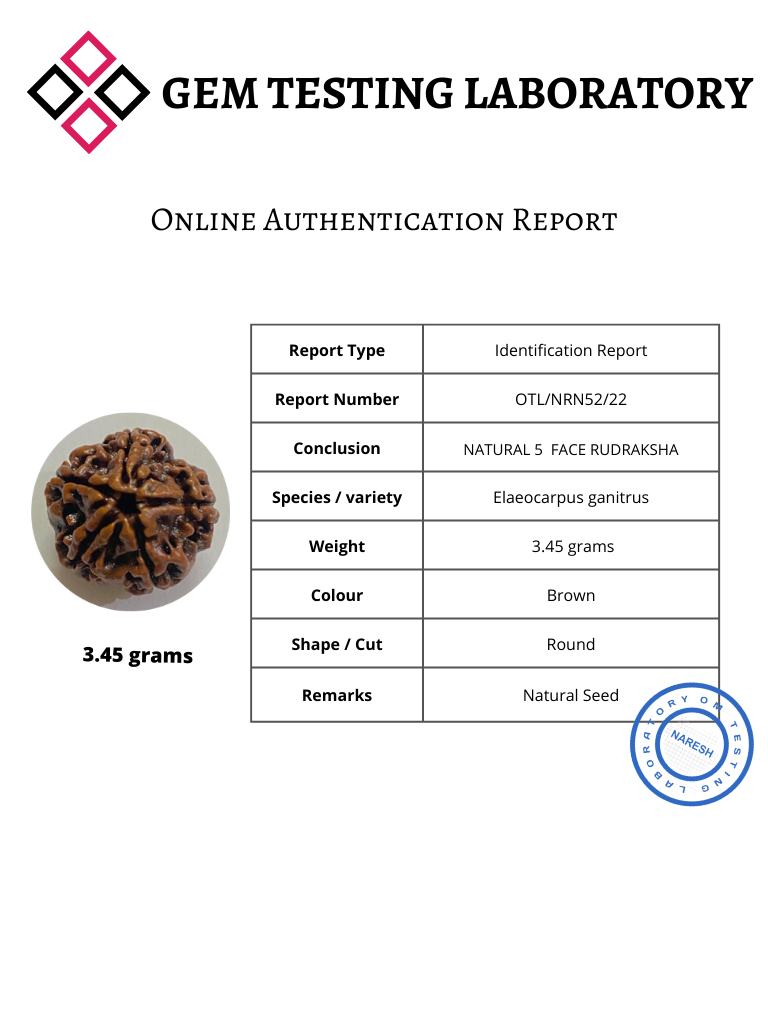 GEM TESTING LABORATORY
Online Authentication Report
Report Type Identification Report
Report Number OTL/NRN52/22
Conclusion NATURAL 5 FACE RUDRAKSHA
Species / variety Elaeocarpus ganitrus
Weight 3.45 grams
Colour Brown
Shape / Cut Round
Remarks Natural Seed
3.45 grams
OM TESTING LABORATORY
NARESH